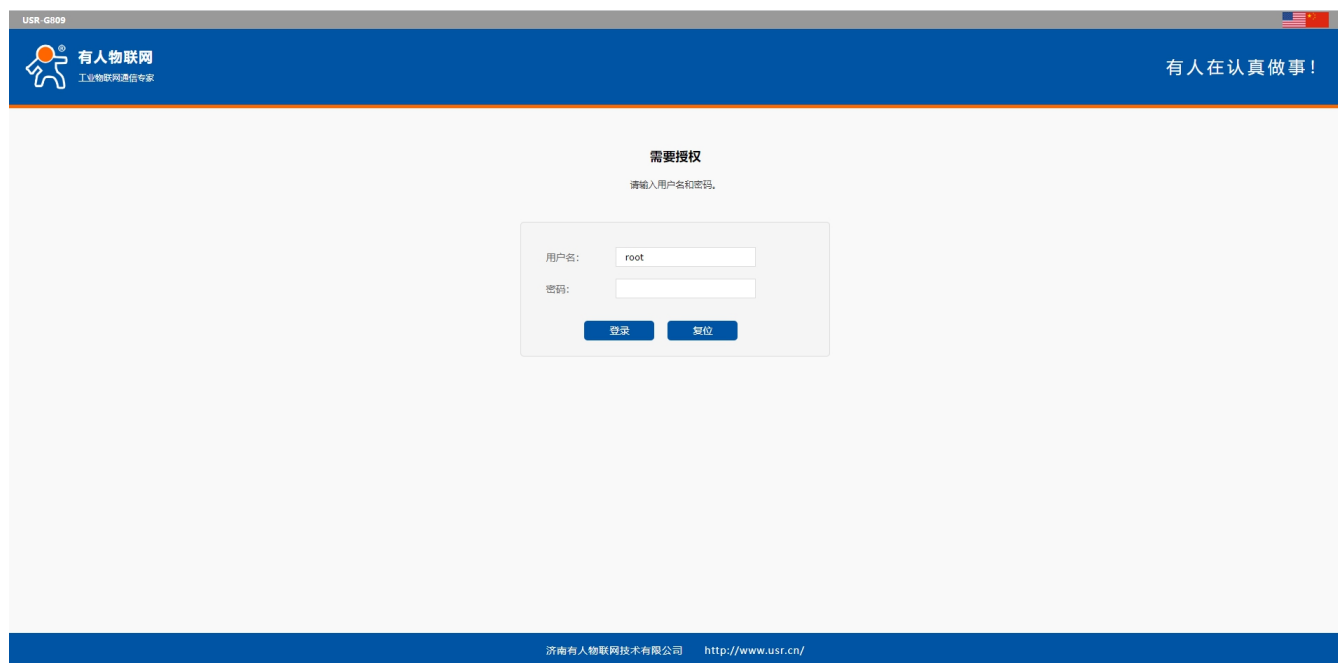 USR-G809
有人物联网
工业物联网通信专家
有人在认真做事!
需要授权
请输入用户名和密码。
用户名: root
密码:
登录 复位
济南有人物联网技术有限公司 http://www.usr.cn/